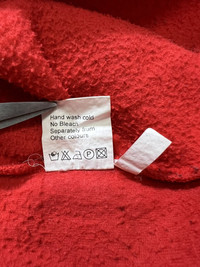 Hand wash cold
No Bleach
Separately from
Other colours